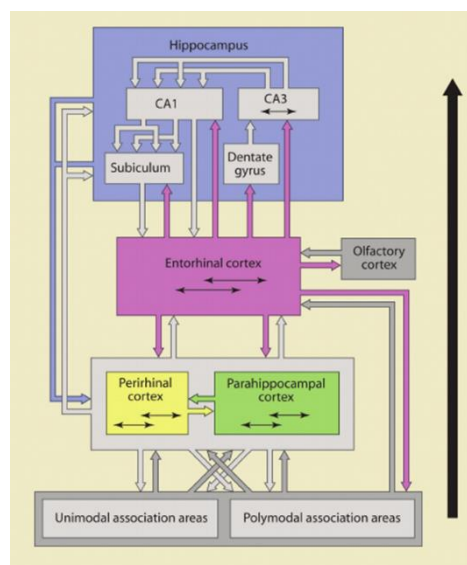 Hippocampus
CA1
CA3
Subiculum
Dentate
gyrus
Entorhinal cortex
Olfactory
cortex
Perirhinal
cortex
Parahippocampal
cortex
Unimodal association areas
Polymodal association areas